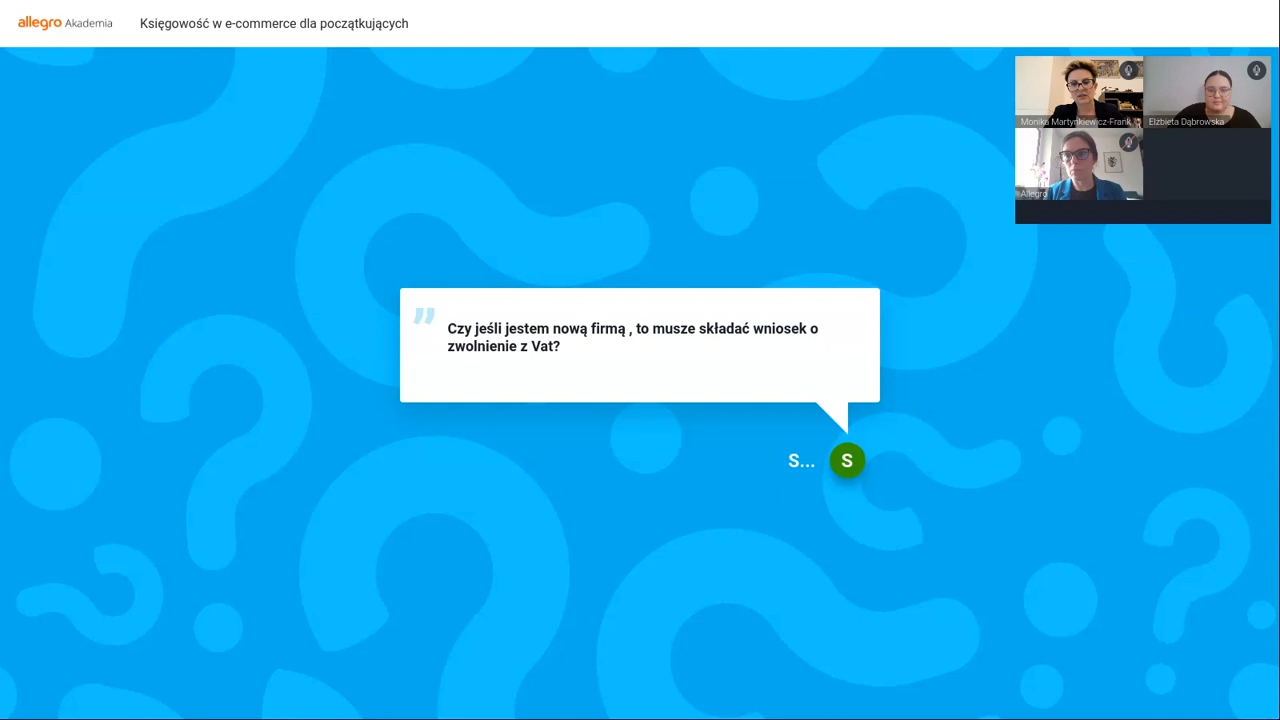 allegro Akademia
Księgowość w e-commerce dla początkujących
Monika Martynkiewicz-Frank
Elżbieta Dąbrowska
Allegro
Czy jeśli jestem nową firmą , to musze składać wniosek o
zwolnienie z Vat?
S...
S